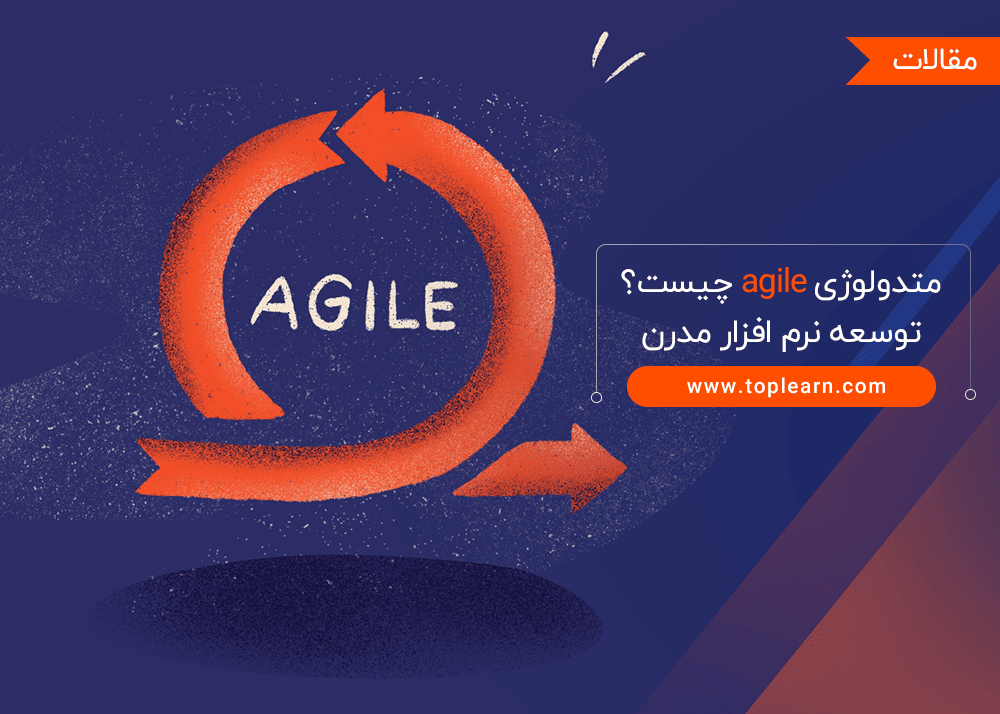 مقالات
AGILE
متدولوژی agile چیست؟
توسعه نرم افزار مدرن
www.toplearn.com